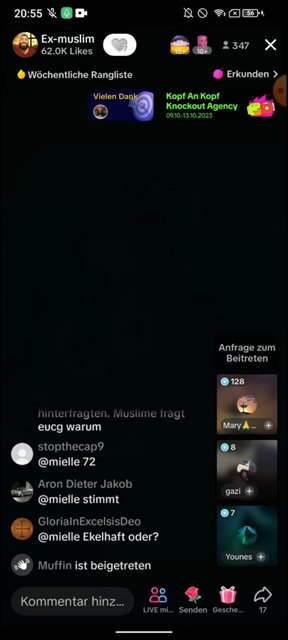 20:55
56
Ex-muslim
62.0K Likes
10+
10+
347
Wöchentliche Rangliste
Erkunden
Vielen Dank
Kopf An Kopf
Knockout Agency
09.10-13.10.2023
Anfrage zum
Beitreten
128
Mary🙏...
hinterfragten. Muslime fragt
eucg warum
stopthecap9
@mielle 72
8
gazi
Aron Dieter Jakob
@mielle stimmt
GloriaInExcelsisDeo
@mielle Ekelhaft oder?
7
Younes
Muffin ist beigetreten
Kommentar hinz...
LIVE mi...
Senden
Gesche...
17